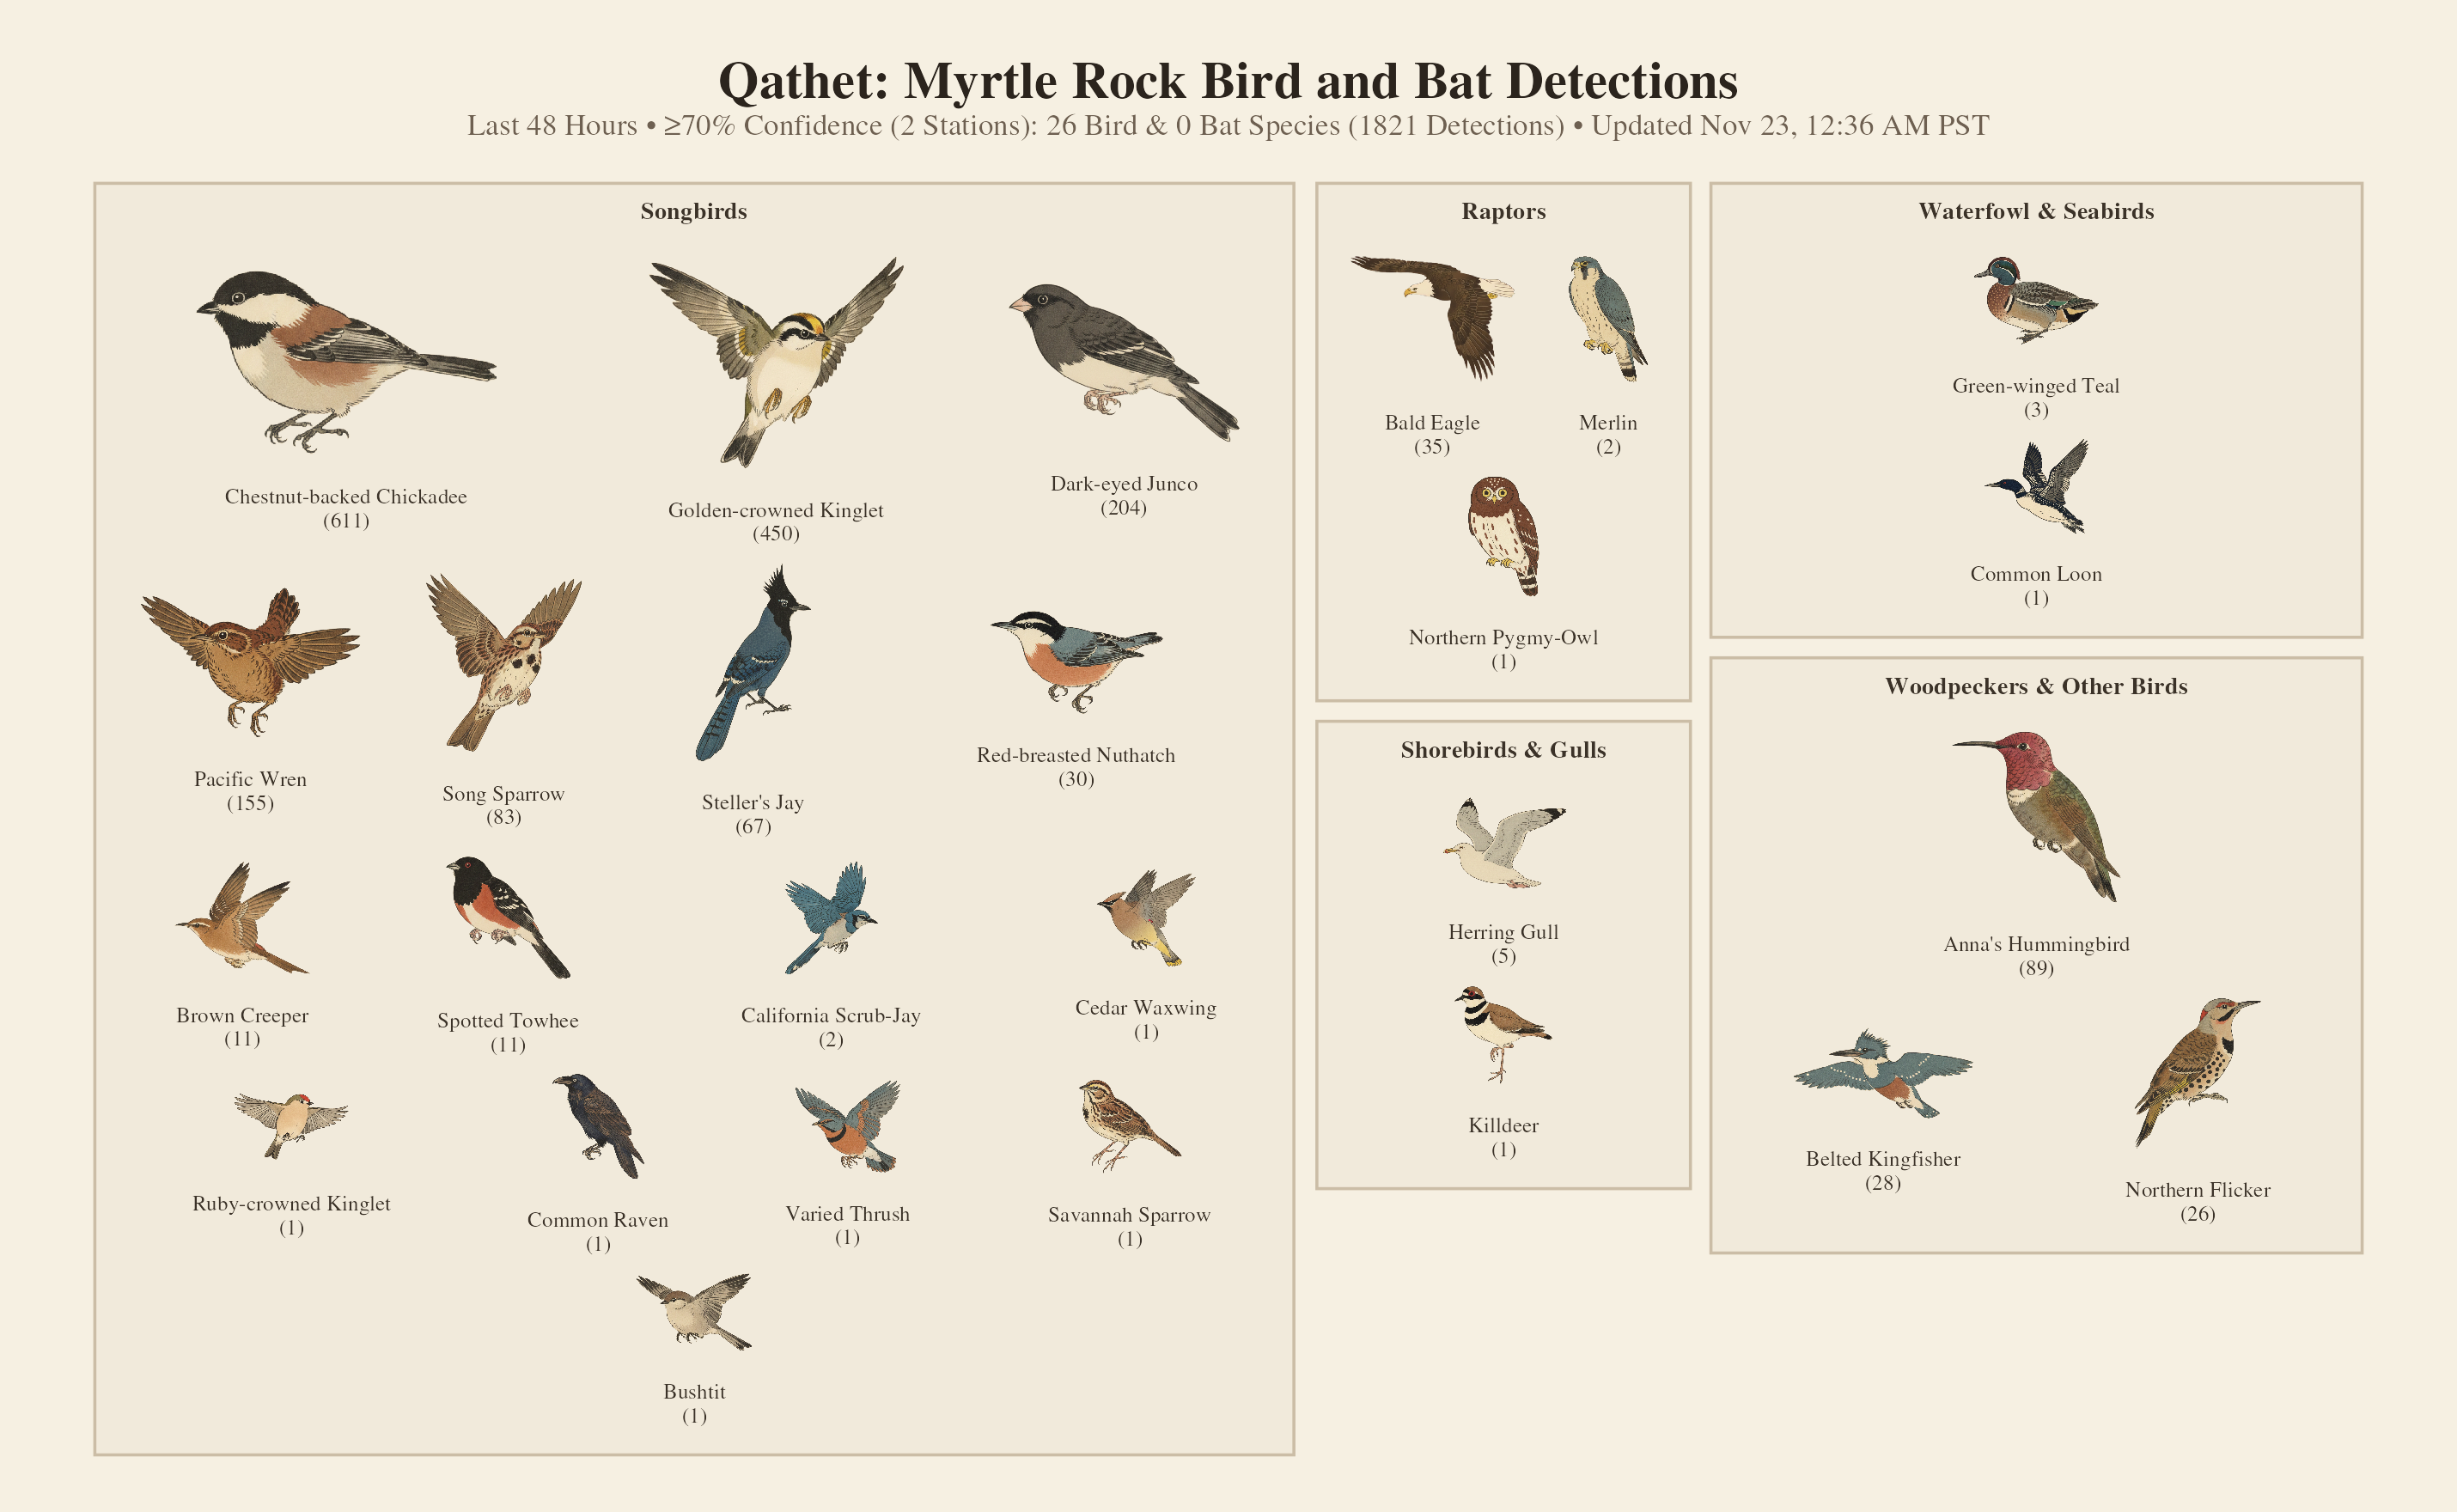 Qathet: Myrtle Rock Bird and Bat Detections
Last 48 Hours • ≥70% Confidence (2 Stations): 26 Bird & 0 Bat Species (1821 Detections) • Updated Nov 23, 12:36 AM PST
Songbirds
Chestnut-backed Chickadee
(611)
Golden-crowned Kinglet
(450)
Dark-eyed Junco
(204)
Pacific Wren
(155)
Song Sparrow
(83)
Steller's Jay
(67)
Red-breasted Nuthatch
(30)
Brown Creeper
(11)
Spotted Towhee
(11)
California Scrub-Jay
(2)
Cedar Waxwing
(1)
Ruby-crowned Kinglet
(1)
Common Raven
(1)
Varied Thrush
(1)
Savannah Sparrow
(1)
Bushtit
(1)
Raptors
Bald Eagle
(35)
Merlin
(2)
Northern Pygmy-Owl
(1)
Shorebirds & Gulls
Herring Gull
(5)
Killdeer
(1)
Waterfowl & Seabirds
Green-winged Teal
(3)
Common Loon
(1)
Woodpeckers & Other Birds
Anna's Hummingbird
(89)
Belted Kingfisher
(28)
Northern Flicker
(26)